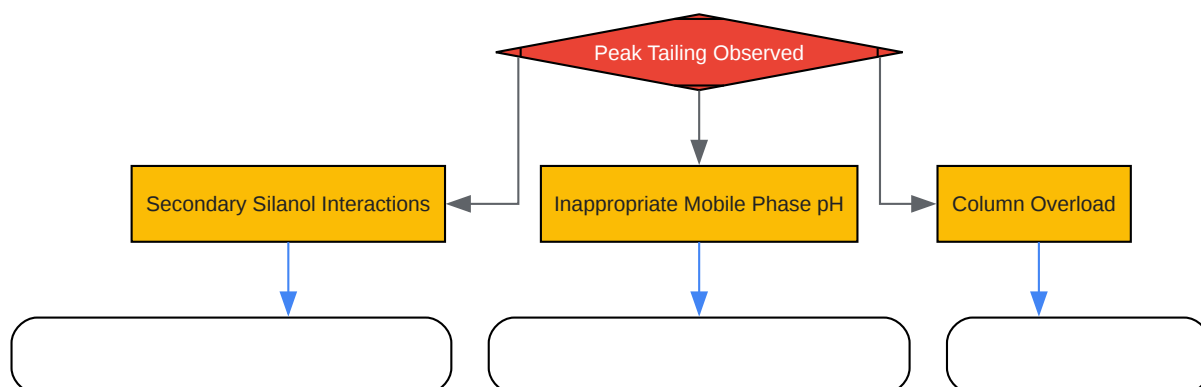 Peak Tailing Observed
Secondary Silanol Interactions
Inappropriate Mobile Phase pH
Column Overload